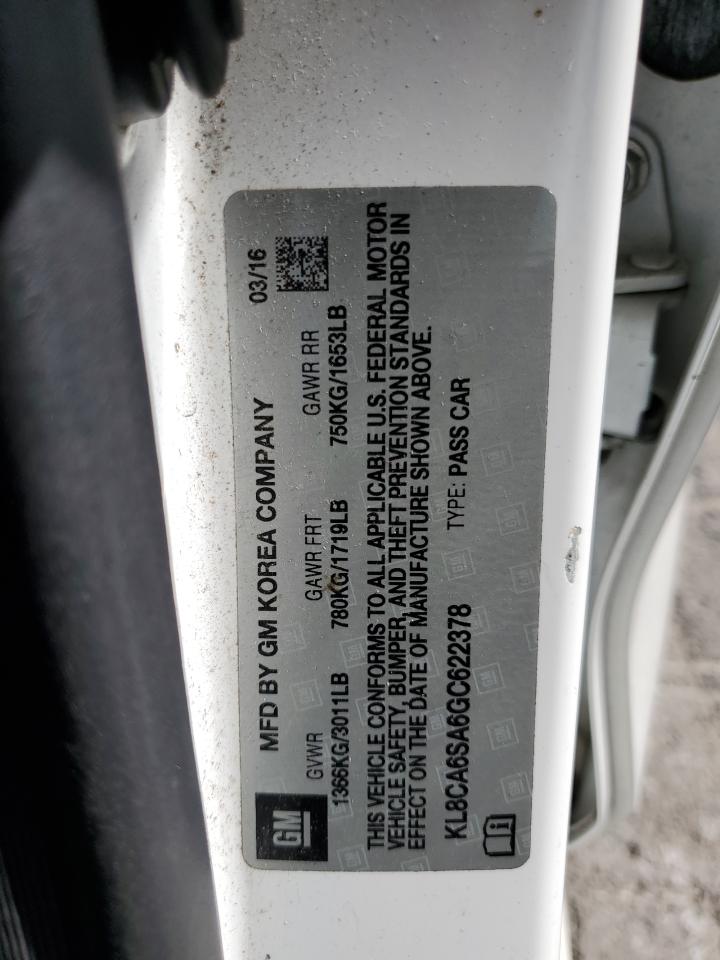 MFD BY GM KOREA COMPANY 03/16
GVWR GAWR FRT GAWR RR
1366KG/3011LB 780KG/1719LB 750KG/1653LB
THIS VEHICLE CONFORMS TO ALL APPLICABLE U.S. FEDERAL MOTOR
VEHICLE SAFETY, BUMPER, AND THEFT PREVENTION STANDARDS IN
EFFECT ON THE DATE OF MANUFACTURE SHOWN ABOVE.
KL8CA6SA6GC622378 TYPE: PASS CAR
GM